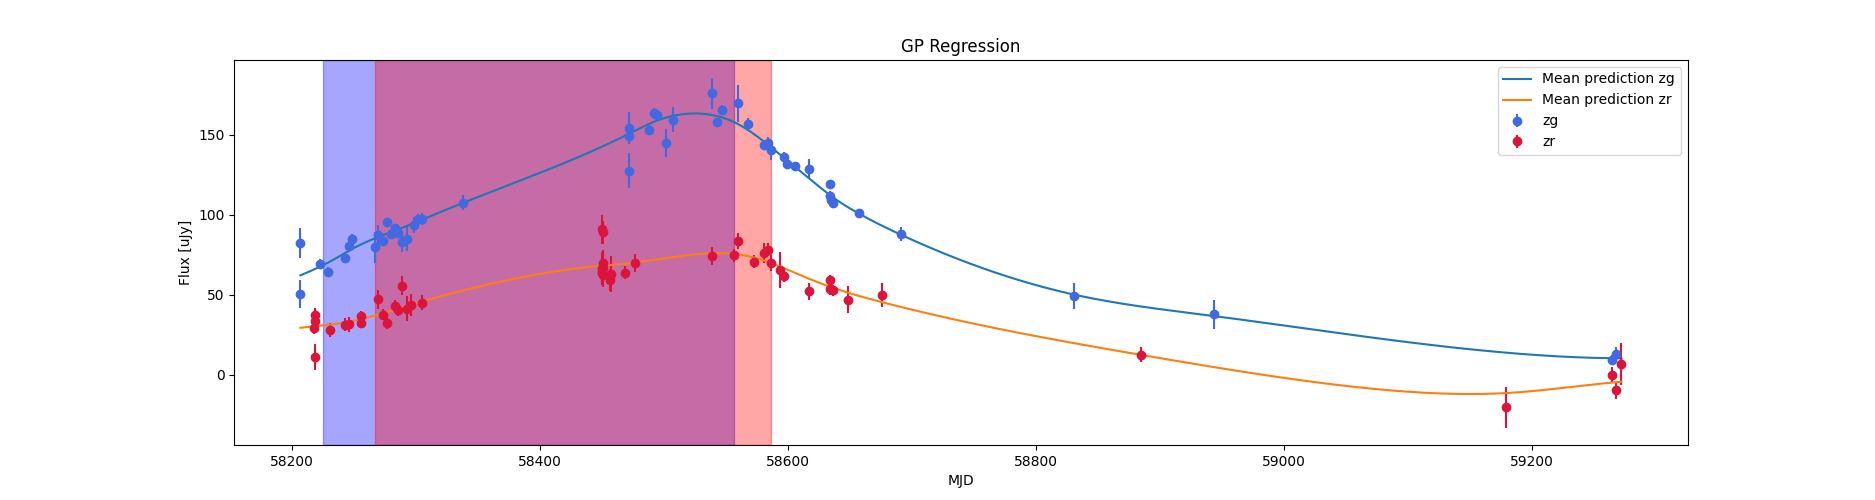 GP Regression
Mean prediction zg
Mean prediction zr
zg
zr
Flux [uJy]
150
100
50
0
58200
58400
58600
58800
59000
59200
MJD